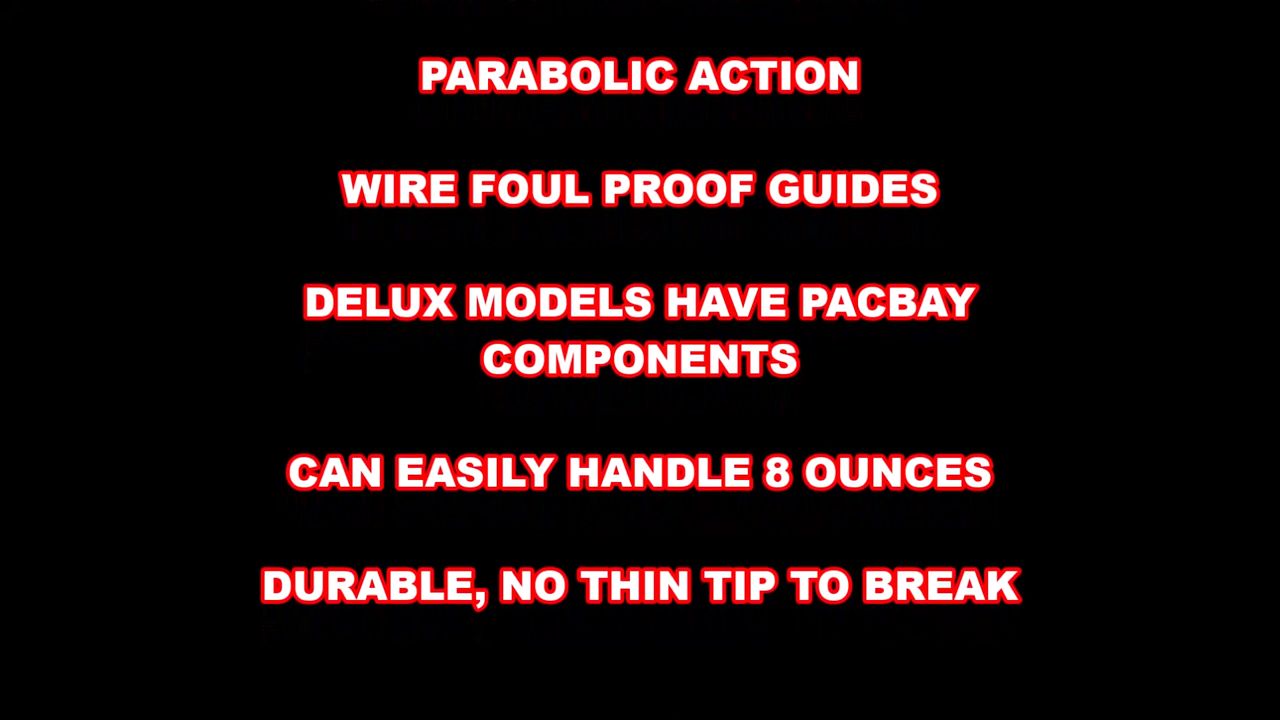 PARABOLIC ACTION
WIRE FOUL PROOF GUIDES
DELUX MODELS HAVE PACBAY
COMPONENTS
CAN EASILY HANDLE 8 OUNCES
DURABLE, NO THIN TIP TO BREAK